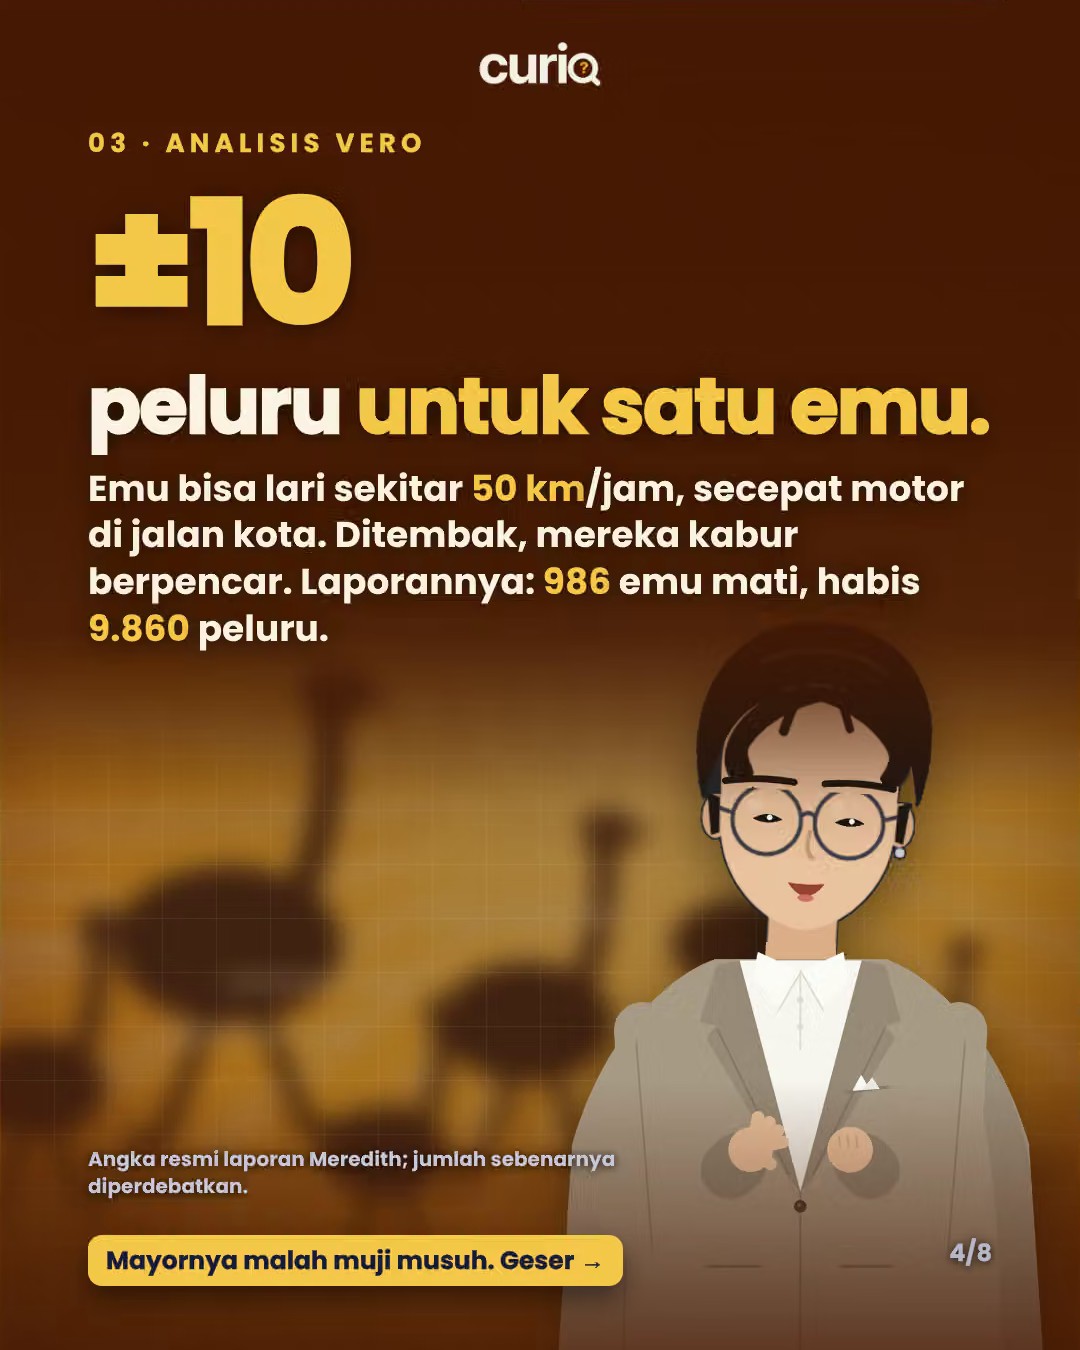 curiq
03 · ANALISIS VERO
±10
peluru untuk satu emu.
Emu bisa lari sekitar 50 km/jam, secepat motor
di jalan kota. Ditembak, mereka kabur
berpencar. Laporannya: 986 emu mati, habis
9.860 peluru.
Angka resmi laporan Meredith; jumlah sebenarnya
diperdebatkan.
Mayornya malah muji musuh. Geser →
4/8